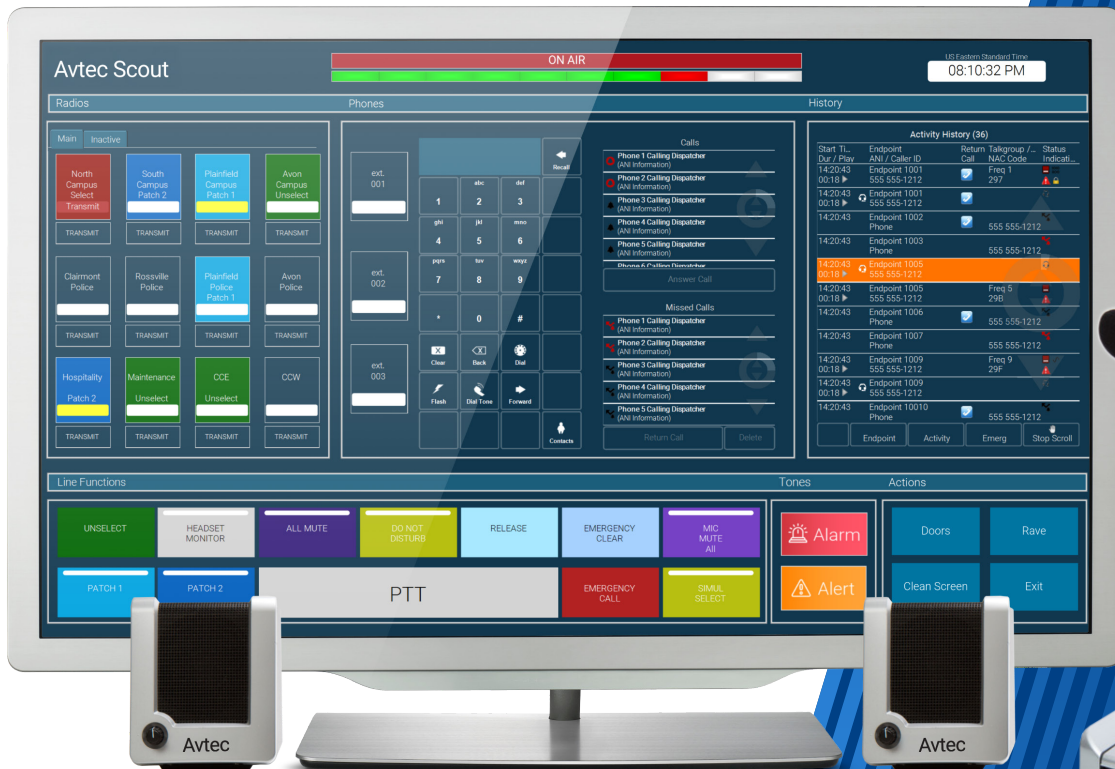 Avtec Scout
ON AIR
US Eastern Standard Time
08:10:32 PM
Radios
Phones
History
Main
Inactive
North
Campus
Select
Transmit
South
Campus
Patch 2
Plainfield
Campus
Patch 1
Avon
Campus
Unselect
TRANSMIT
TRANSMIT
TRANSMIT
TRANSMIT
Clairmont
Police
Rossville
Police
Plainfield
Police
Patch 1
Avon
Police
TRANSMIT
TRANSMIT
TRANSMIT
TRANSMIT
Hospitality
Patch 2
Maintenance
Unselect
CCE
Unselect
CCW
TRANSMIT
TRANSMIT
TRANSMIT
TRANSMIT
ext.
001
ext.
002
ext.
003
Recall
1
abc
2
def
3
ghi
4
jkl
5
mno
6
pqrs
7
tuv
8
wxyz
9
*
0
#
X
Clear
X
Back
Dial
Flash
Dial Tone
Forward
Contacts
Calls
Phone 1 Calling Dispatcher
(ANI Information)
Phone 2 Calling Dispatcher
(ANI Information)
Phone 3 Calling Dispatcher
(ANI Information)
Phone 4 Calling Dispatcher
(ANI Information)
Phone 5 Calling Dispatcher
(ANI Information)
Phone 6 Calling Dispatcher
Answer Call
Missed Calls
Phone 1 Calling Dispatcher
(ANI Information)
Phone 2 Calling Dispatcher
(ANI Information)
Phone 3 Calling Dispatcher
(ANI Information)
Phone 4 Calling Dispatcher
(ANI Information)
Phone 5 Calling Dispatcher
(ANI Information)
Return Call
Delete
Activity History (36)
Start Ti... Endpoint Return Talkgroup /... Status
Dur / Play ANI / Caller ID Call NAC Code Indicati...
14:20:43 Endpoint 1001 Freq 1
00:18 555 555-1212 297
14:20:43 Endpoint 1001
00:18 555 555-1212
14:20:43 Endpoint 1002
Phone 555 555-1212
14:20:43 Endpoint 1003
Phone 555 555-1212
14:20:43 Endpoint 1005
00:18 555 555-1212
14:20:43 Endpoint 1005 Freq 5
00:18 555 555-1212 29B
14:20:43 Endpoint 1006
Phone 555 555-1212
14:20:43 Endpoint 1007
Phone 555 555-1212
14:20:43 Endpoint 1009 Freq 9
00:18 555 555-1212 29F
14:20:43 Endpoint 1009
00:18 555 555-1212
14:20:43 Endpoint 10010
Phone 555 555-1212
Endpoint
Activity
Emerg
Stop Scroll
Line Functions
Tones
Actions
UNSELECT
HEADSET
MONITOR
ALL MUTE
DO NOT
DISTURB
RELEASE
EMERGENCY
CLEAR
MIC
MUTE
All
PATCH 1
PATCH 2
PTT
EMERGENCY
CALL
SIMUL
SELECT
Alarm
Alert
Doors
Rave
Clean Screen
Exit
Avtec
Avtec